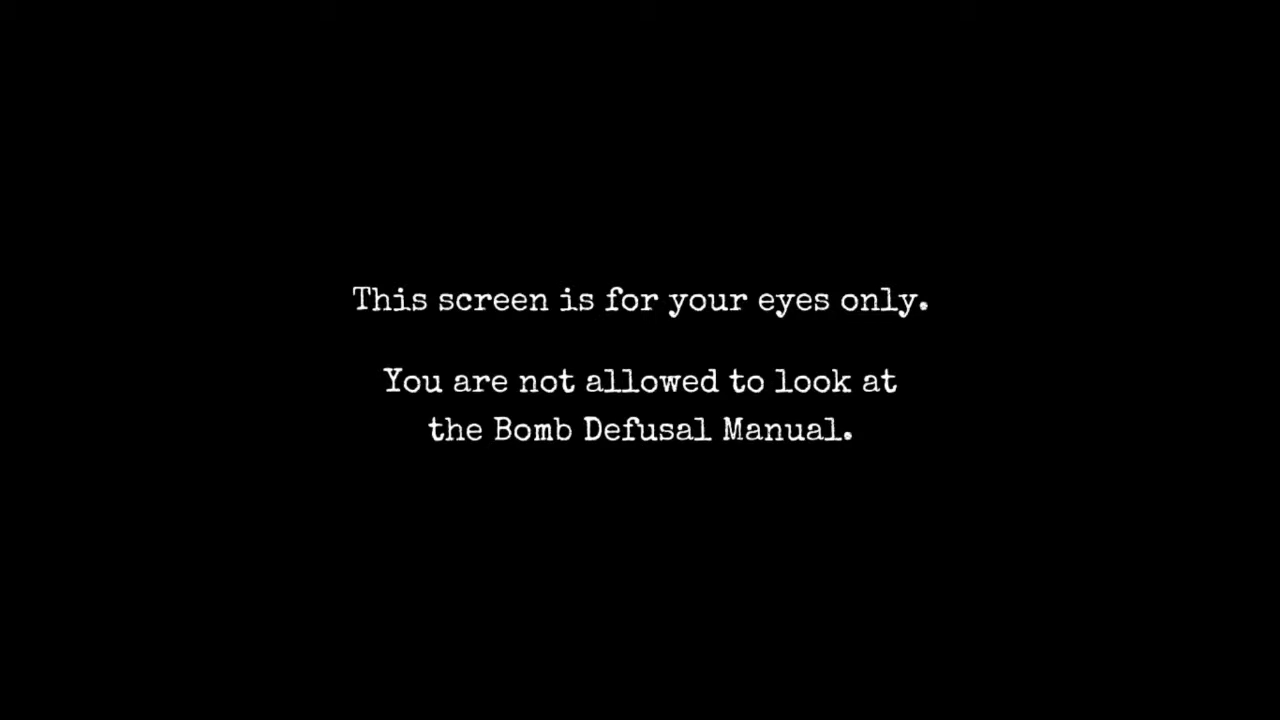 This screen is for your eyes only.
You are not allowed to look at
the Bomb Defusal Manual.